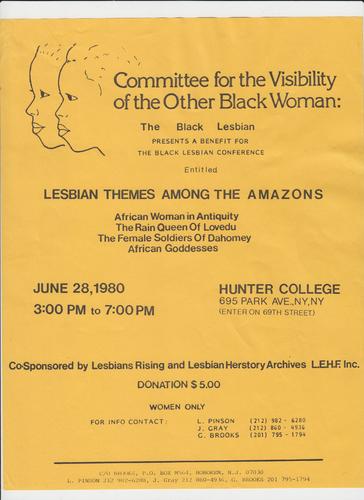 Committee for the Visibility
of the Other Black Woman:
The Black Lesbian
PRESENTS A BENEFIT FOR
THE BLACK LESBIAN CONFERENCE
Entitled
LESBIAN THEMES AMONG THE AMAZONS
African Woman in Antiquity
The Rain Queen Of Lovedu
The Female Soldiers Of Dahomey
African Goddesses
JUNE 28,1980
3:00 PM to 7:00 PM
HUNTER COLLEGE
695 PARK AVE.,NY,NY
(ENTER ON 69TH STREET)
Co-Sponsored by Lesbians Rising and Lesbian Herstory Archives L.E.H.F. Inc.
DONATION $ 5.00
WOMEN ONLY
FOR INFO CONTACT: L. PINSON (212) 982 - 6280
J. GRAY (212) 860 - 4936
G. BROOKS (201) 795 - 1794
C/O BROOKS, P.O. BOX M564, HOBOKEN, N.J. 07030
L. PINSON 212 982-6280, J. GRAY 212 860-4936, G. BROOKS 201 795-1794